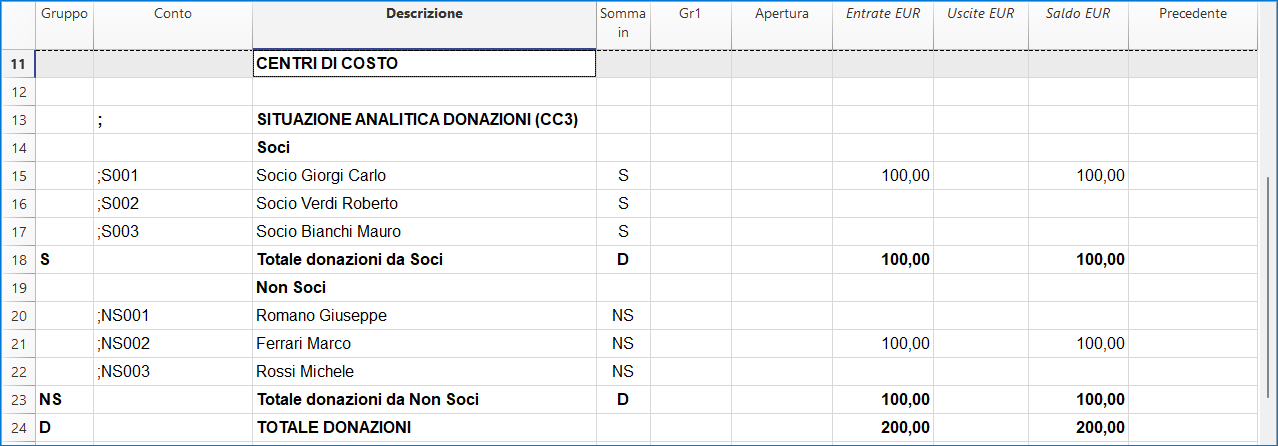 Gruppo Conto Descrizione Somma in Gr1 Apertura Entrate EUR Uscite EUR Saldo EUR Precedente
11 CENTRI DI COSTO
12
13 ; SITUAZIONE ANALITICA DONAZIONI (CC3)
14 Soci
15 ;S001 Socio Giorgi Carlo S 100,00 100,00
16 ;S002 Socio Verdi Roberto S
17 ;S003 Socio Bianchi Mauro S
18 S Totale donazioni da Soci D 100,00 100,00
19 Non Soci
20 ;NS001 Romano Giuseppe NS
21 ;NS002 Ferrari Marco NS 100,00 100,00
22 ;NS003 Rossi Michele NS
23 NS Totale donazioni da Non Soci D 100,00 100,00
24 D TOTALE DONAZIONI 200,00 200,00